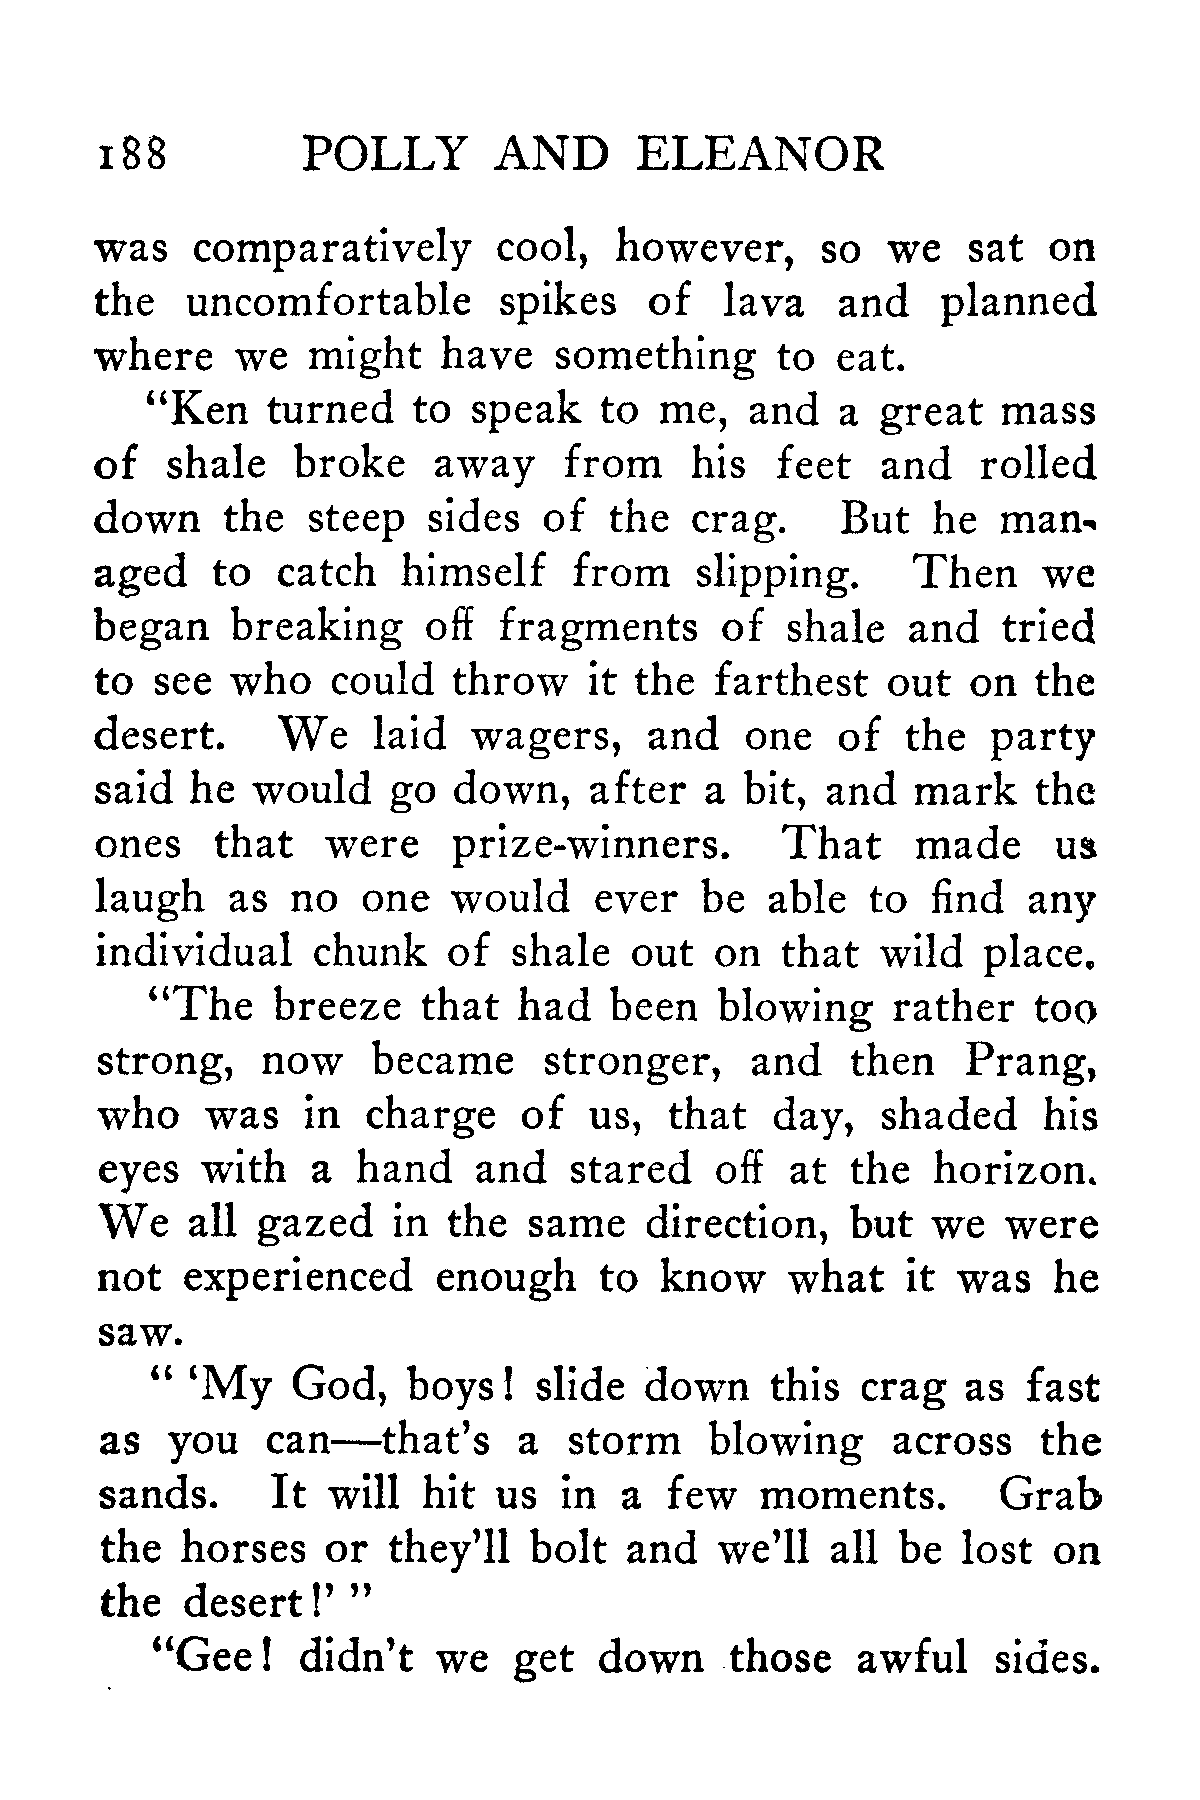 188 POLLY AND ELEANOR
was comparatively cool, however, so we sat on
the uncomfortable spikes of lava and planned
where we might have something to eat.
“Ken turned to speak to me, and a great mass
of shale broke away from his feet and rolled
down the steep sides of the crag. But he man-
aged to catch himself from slipping. Then we
began breaking off fragments of shale and tried
to see who could throw it the farthest out on the
desert. We laid wagers, and one of the party
said he would go down, after a bit, and mark the
ones that were prize-winners. That made us
laugh as no one would ever be able to find any
individual chunk of shale out on that wild place.
“The breeze that had been blowing rather too
strong, now became stronger, and then Prang,
who was in charge of us, that day, shaded his
eyes with a hand and stared off at the horizon.
We all gazed in the same direction, but we were
not experienced enough to know what it was he
saw.
“ ‘My God, boys! slide down this crag as fast
as you can—that’s a storm blowing across the
sands. It will hit us in a few moments. Grab
the horses or they’ll bolt and we’ll all be lost on
the desert!’ ”
“Gee! didn’t we get down those awful sides.